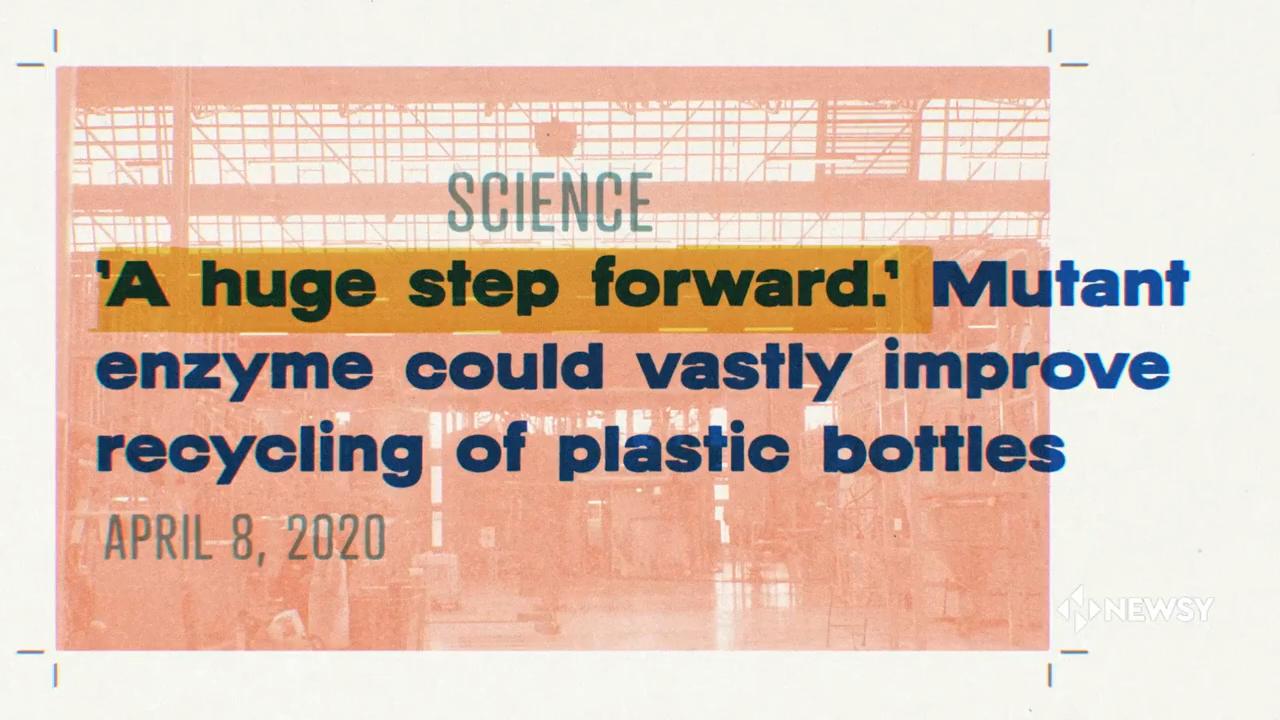 SCIENCE
'A huge step forward.' Mutant
enzyme could vastly improve
recycling of plastic bottles
APRIL 8, 2020
NEWSY